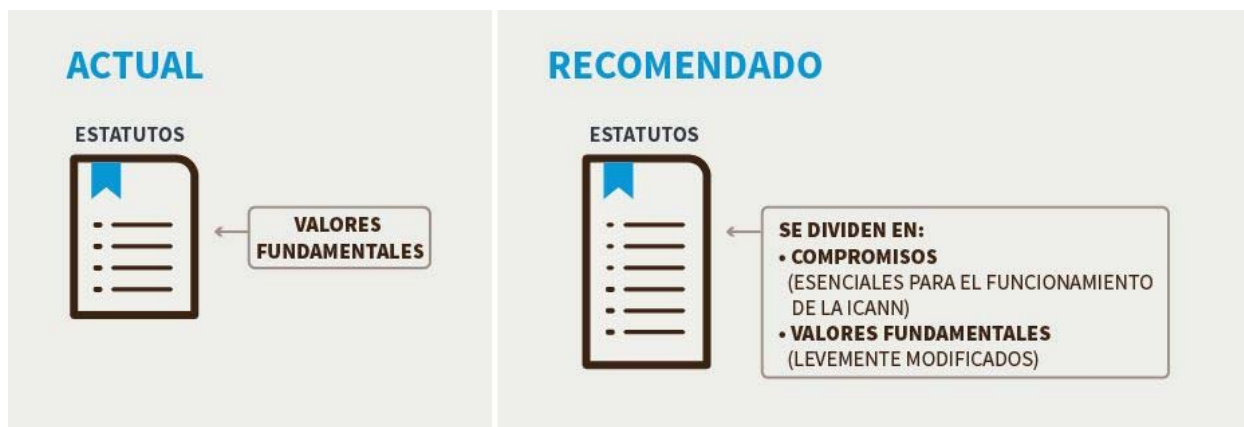 ACTUAL
ESTATUTOS
VALORES
FUNDAMENTALES
RECOMENDADO
ESTATUTOS
SE DIVIDEN EN:
• COMPROMISOS
(ESENCIALES PARA EL FUNCIONAMIENTO
DE LA ICANN)
• VALORES FUNDAMENTALES
(LEVEMENTE MODIFICADOS)